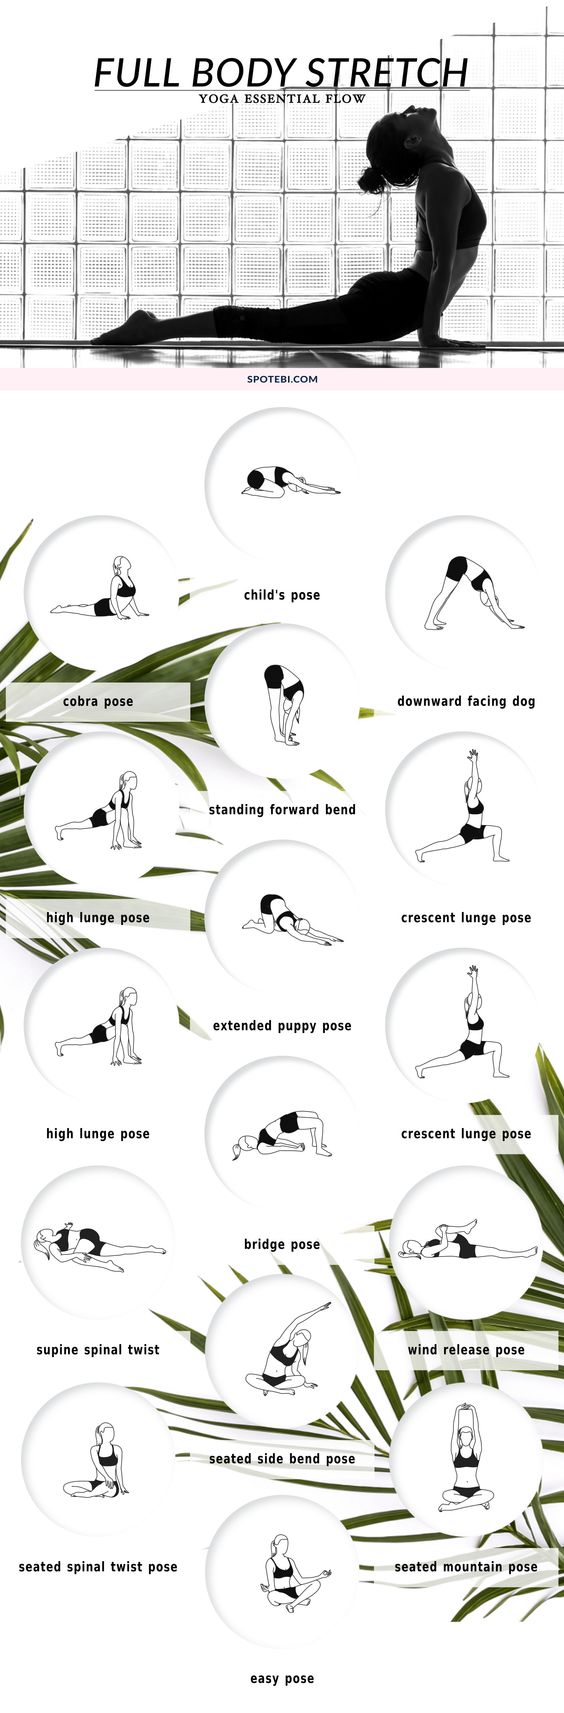 FULL BODY STRETCH
YOGA ESSENTIAL FLOW
SPOTEBI.COM
child's pose
cobra pose
downward facing dog
standing forward bend
high lunge pose
crescent lunge pose
extended puppy pose
high lunge pose
crescent lunge pose
bridge pose
supine spinal twist
wind release pose
seated side bend pose
seated spinal twist pose
seated mountain pose
easy pose